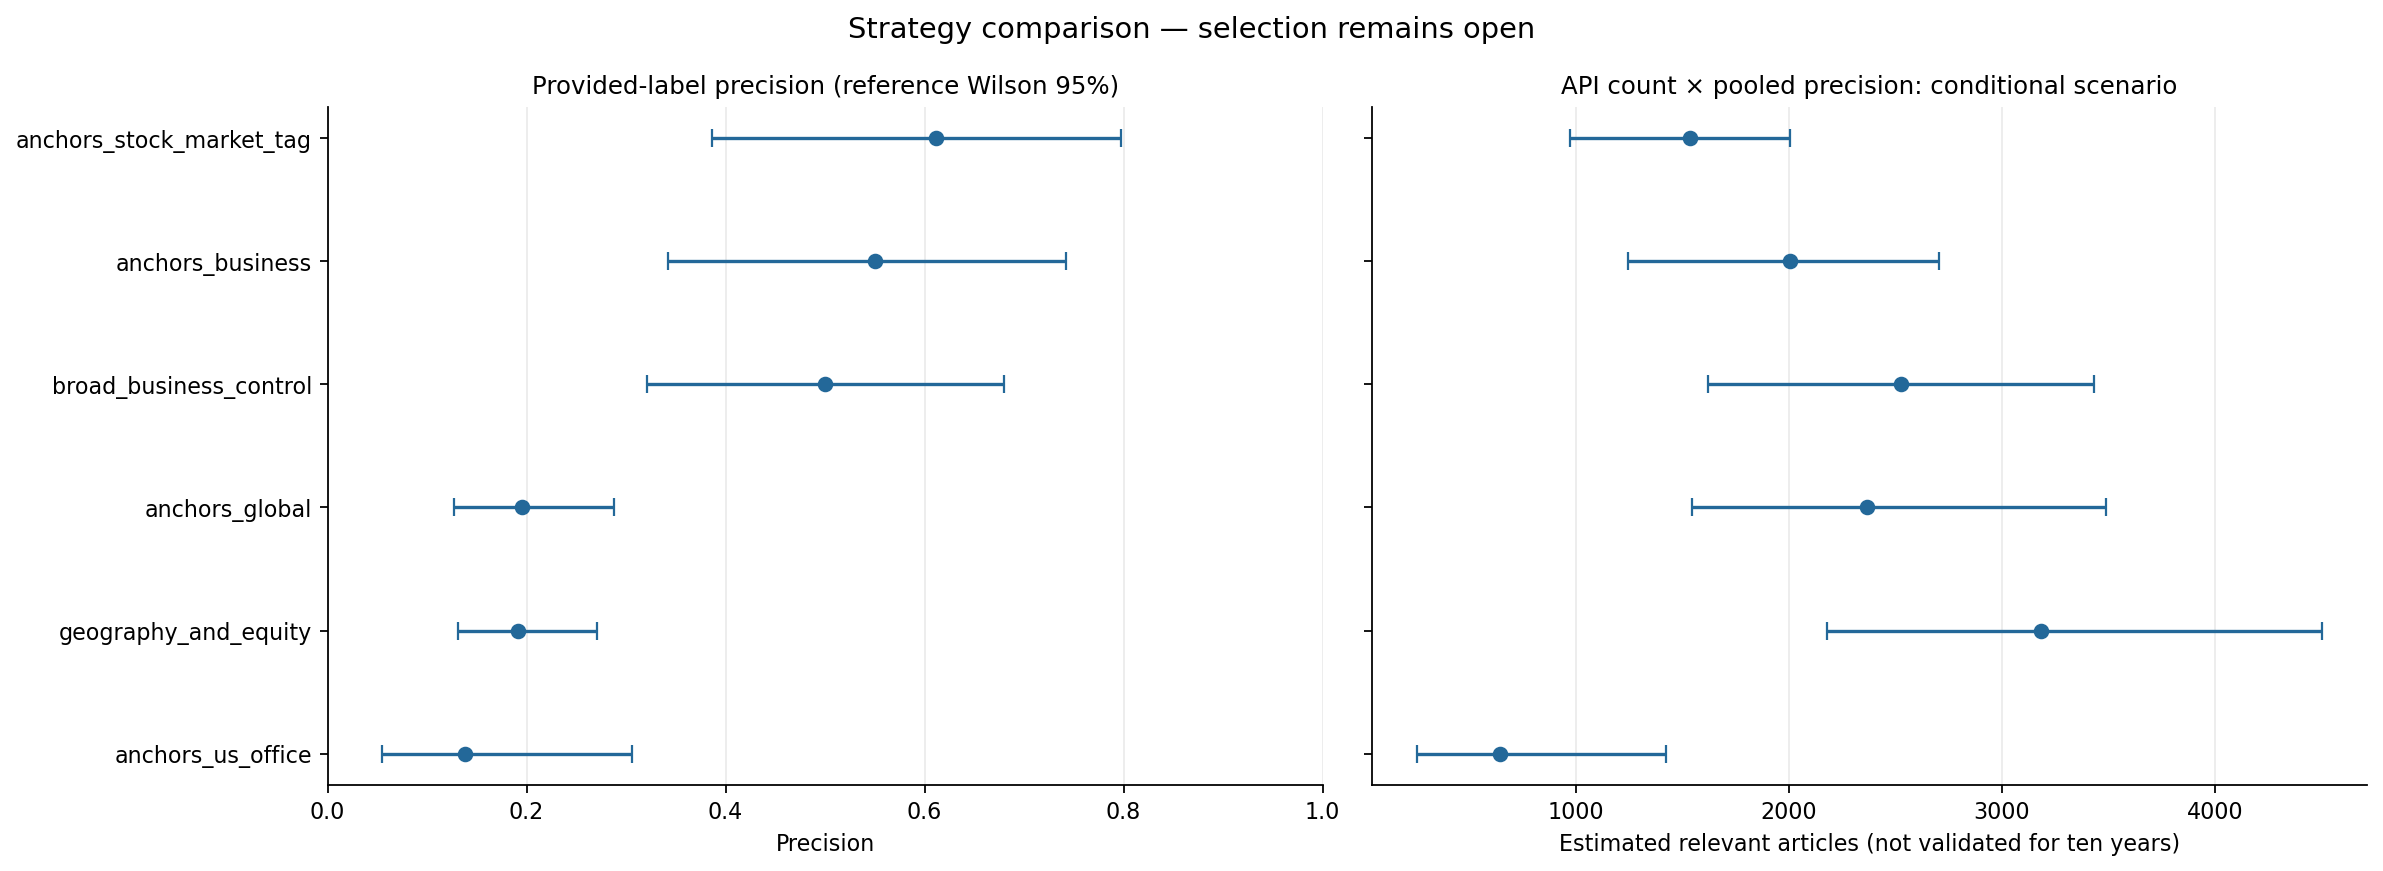 Strategy comparison — selection remains open
Provided-label precision (reference Wilson 95%)
anchors_stock_market_tag
anchors_business
broad_business_control
anchors_global
geography_and_equity
anchors_us_office
0.0 0.2 0.4 0.6 0.8 1.0
Precision
API count × pooled precision: conditional scenario
1000 2000 3000 4000
Estimated relevant articles (not validated for ten years)